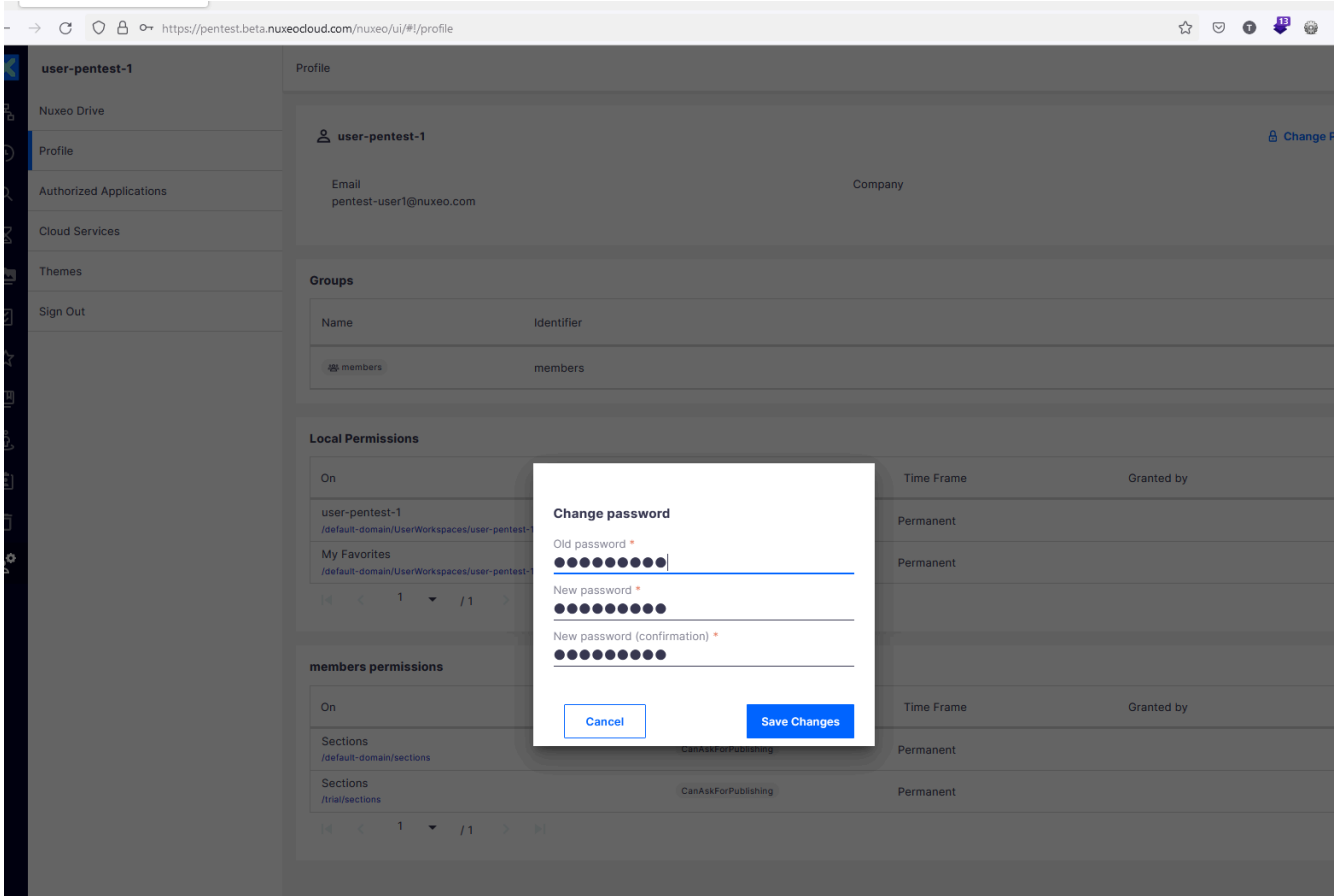 https://pentest.beta.nuxeocloud.com/nuxeo/ui/#!/profile
T
13
user-pentest-1
Nuxeo Drive
Profile
Authorized Applications
Cloud Services
Themes
Sign Out
Profile
user-pentest-1
Change P
Email
Company
pentest-user1@nuxeo.com
Groups
Name Identifier
members members
Local Permissions
On Time Frame Granted by
user-pentest-1
/default-domain/UserWorkspaces/user-pentest-1
Permanent
My Favorites
/default-domain/UserWorkspaces/user-pentest-1
Permanent
1 / 1
Change password
Old password *
New password *
New password (confirmation) *
Cancel Save Changes
members permissions
On Time Frame Granted by
Sections
/default-domain/sections
CanAskForPublishing Permanent
Sections
/trial/sections
CanAskForPublishing Permanent
1 / 1